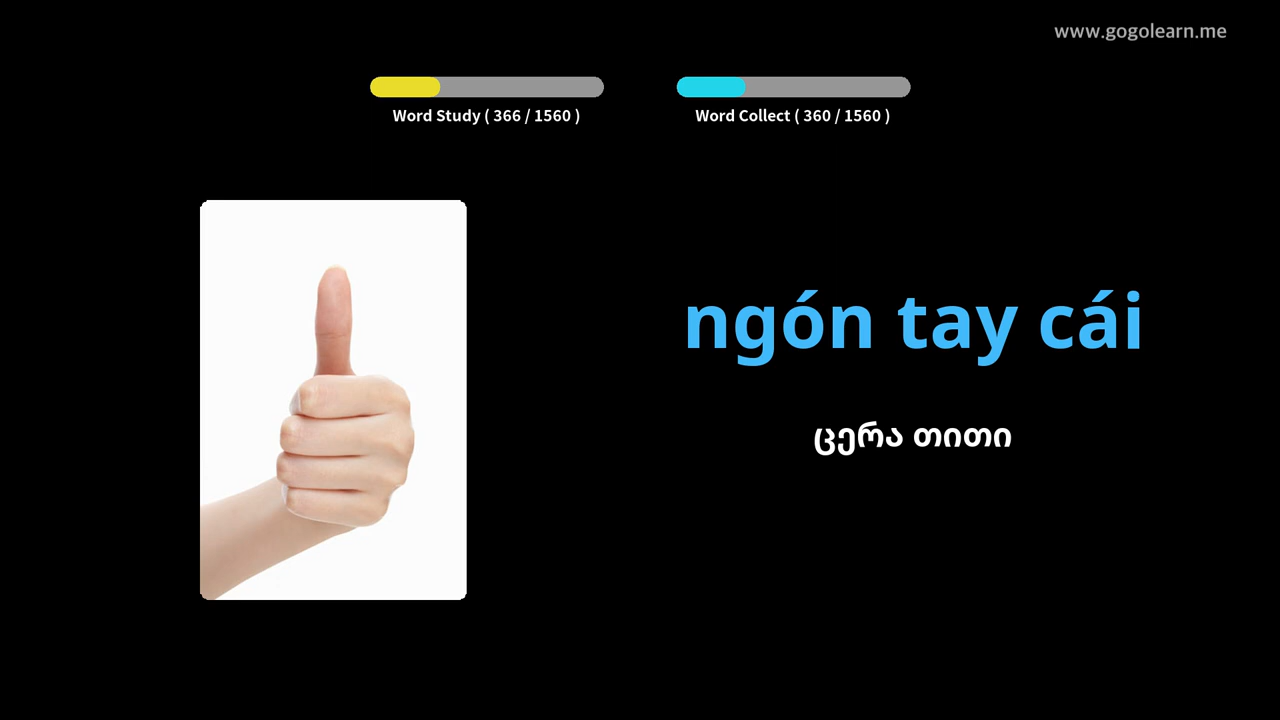 www.gogolearn.me
Word Study ( 366 / 1560 )
Word Collect ( 360 / 1560 )
ngón tay cái
ცერა თითი